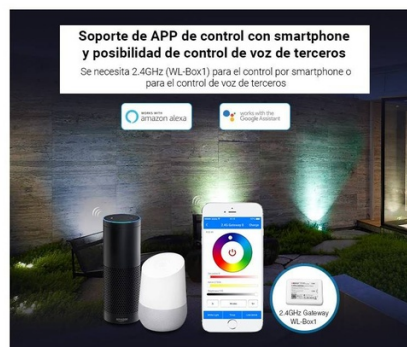 Soporte de APP de control con smartphone
y posibilidad de control de voz de terceros
Se necesita 2.4GHz (WL-Box1) para el control por smartphone o
para el control de voz de terceros
WORKS WITH
amazon alexa
works with the
Google Assistant
2.4GHz Gateway
WL-Box1